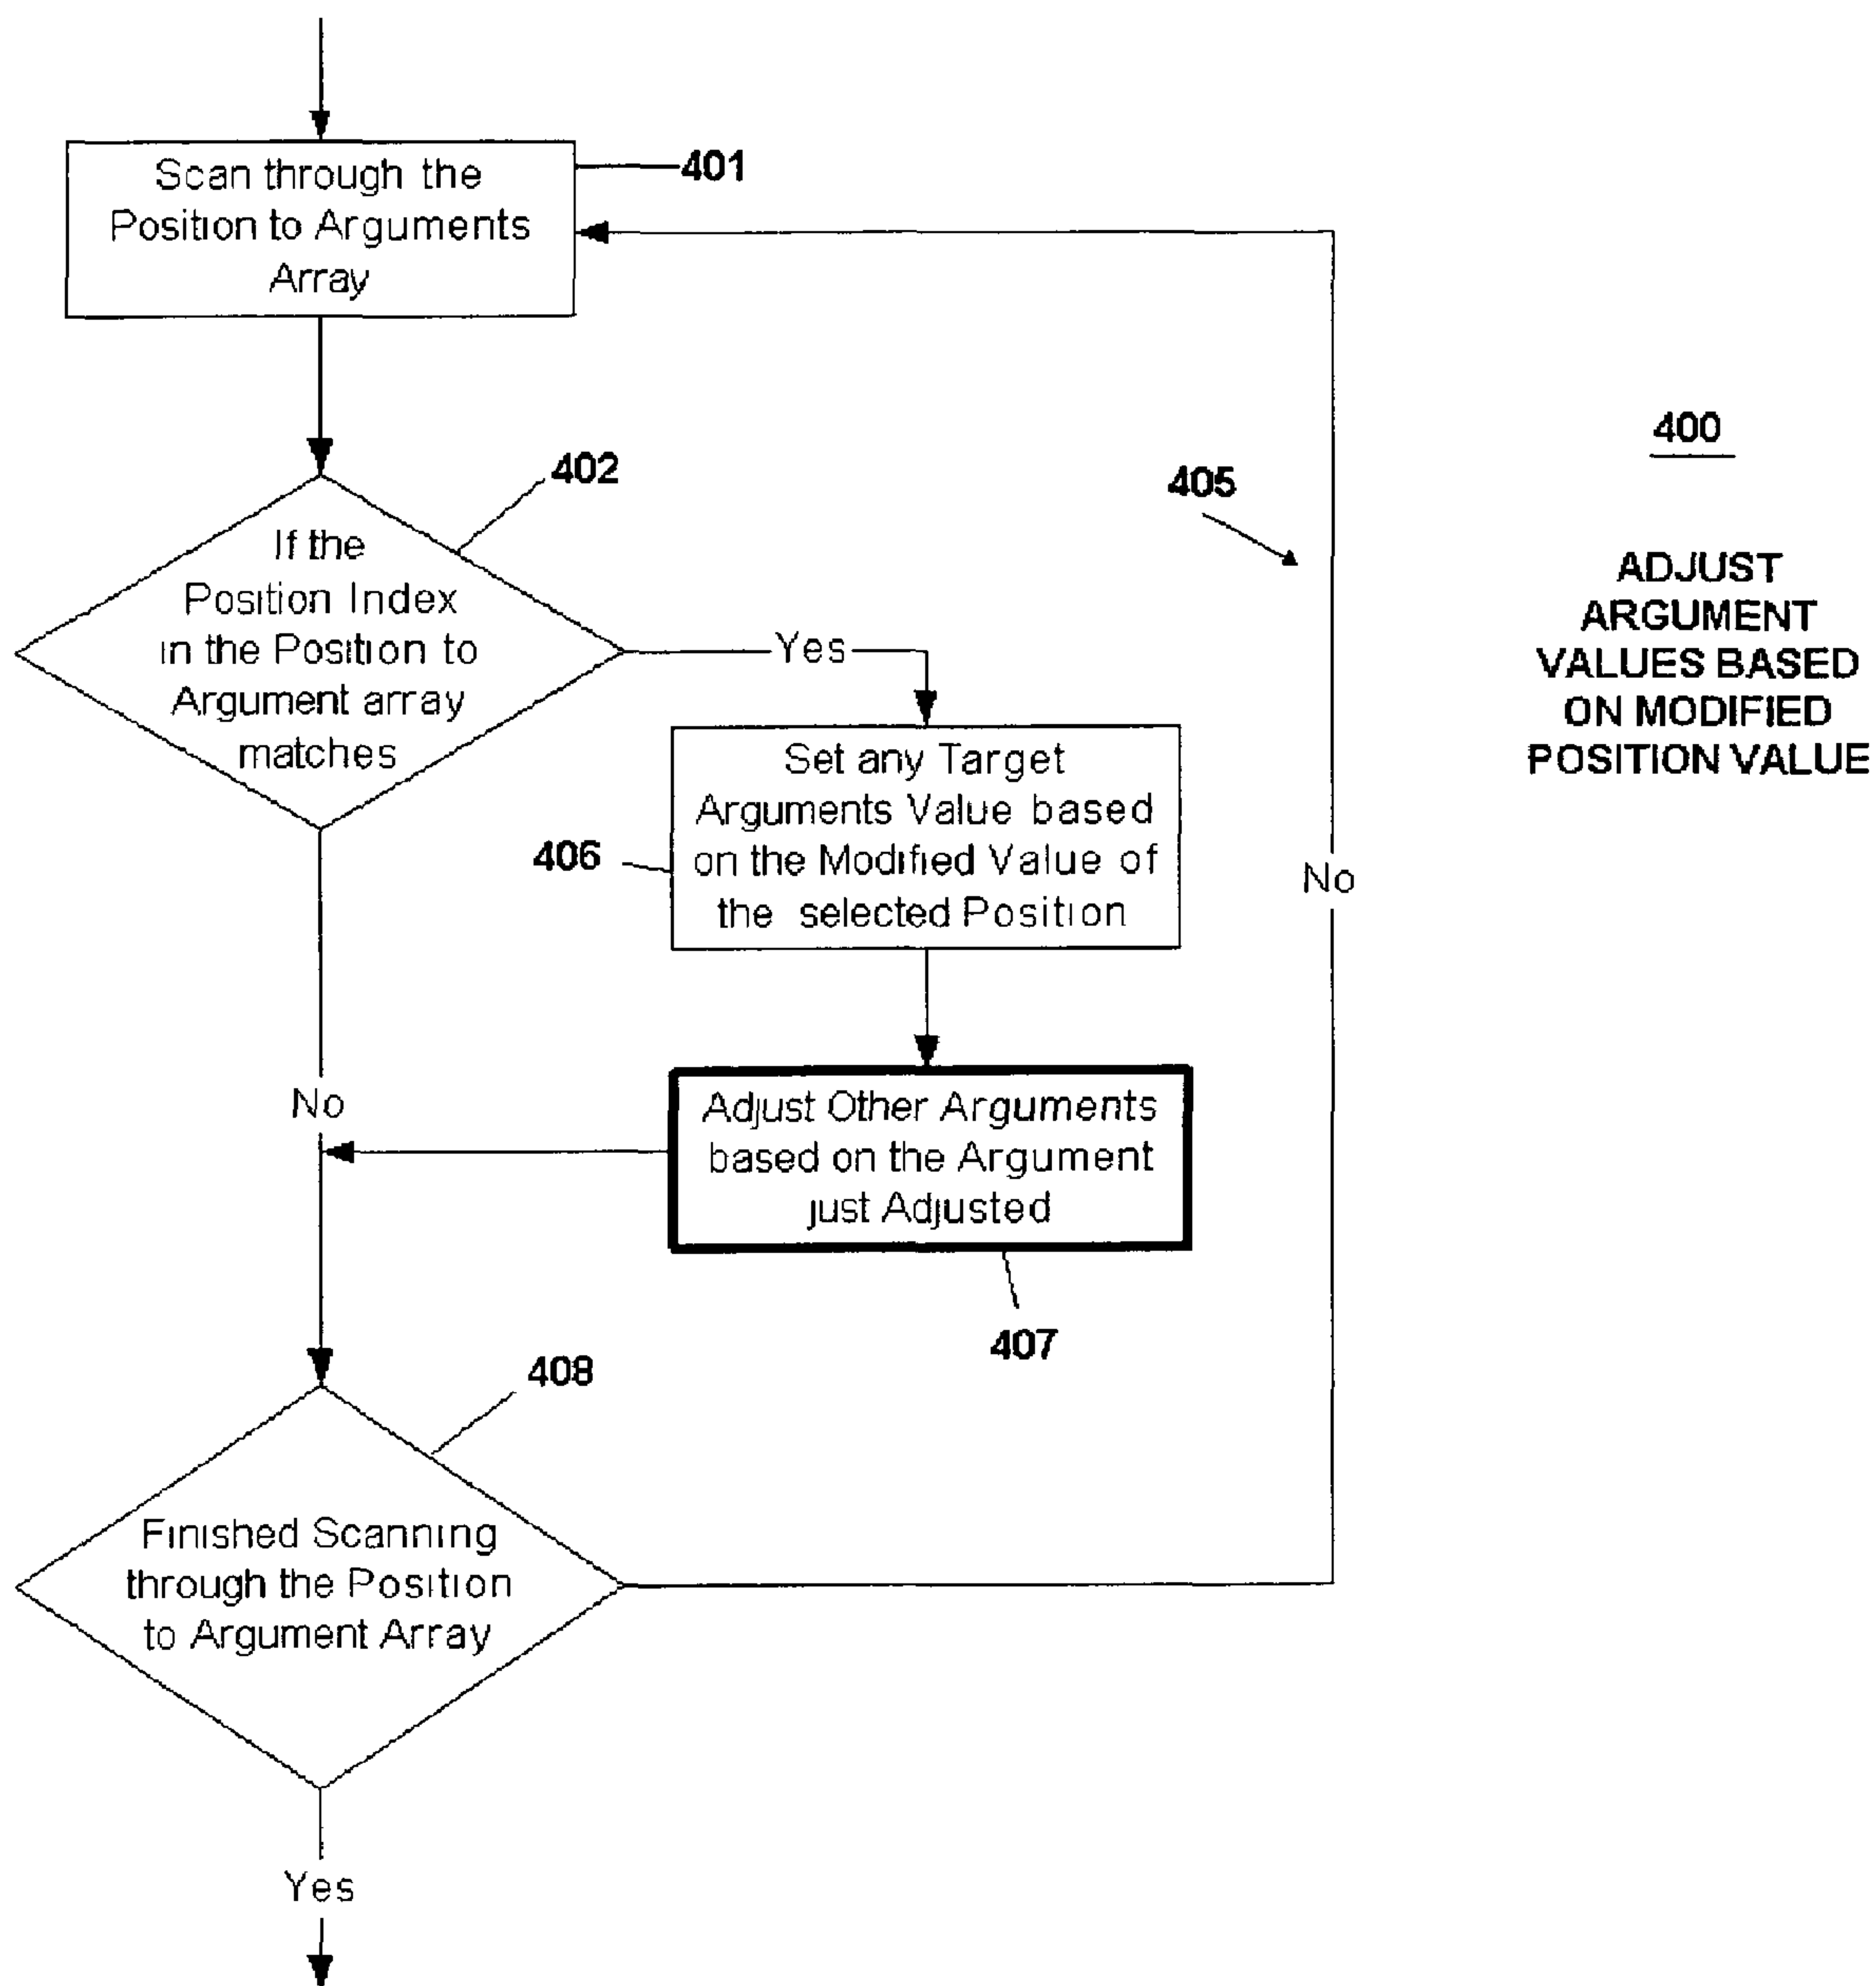 Scan through the
Position to Arguments
Array
401
402
If the
Position Index
in the Position to
Argument array
matches
Yes
405
400
ADJUST
ARGUMENT
VALUES BASED
ON MODIFIED
POSITION VALUE
Set any Target
Arguments Value based
on the Modified Value of
the selected Position
406
No
No
Adjust Other Arguments
based on the Argument
just Adjusted
407
408
Finished Scanning
through the Position
to Argument Array
Yes